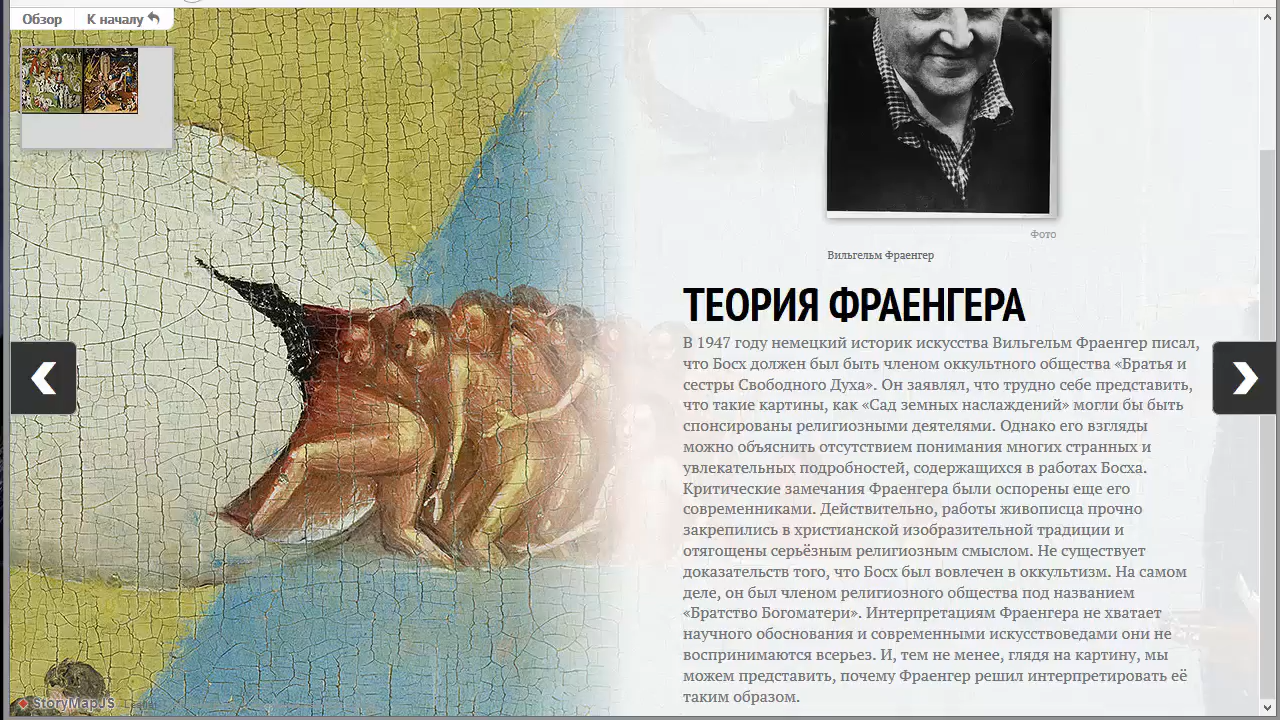 Обзор
К началу
Фото
Вильгельм Фраенгер
ТЕОРИЯ ФРАЕНГЕРА
В 1947 году немецкий историк искусства Вильгельм Фраенгер писал,
что Босх должен был быть членом оккультного общества «Братья и
сестры Свободного Духа». Он заявлял, что трудно себе представить,
что такие картины, как «Сад земных наслаждений» могли бы быть
спонсированы религиозными деятелями. Однако его взгляды
можно объяснить отсутствием понимания многих странных и
увлекательных подробностей, содержащихся в работах Босха.
Критические замечания Фраенгера были оспорены еще его
современниками. Действительно, работы живописца прочно
закрепились в христианской изобразительной традиции и
отягощены серьёзным религиозным смыслом. Не существует
доказательств того, что Босх был вовлечен в оккультизм. На самом
деле, он был членом религиозного общества под названием
«Братство Богоматери». Интерпретациям Фраенгера не хватает
научного обоснования и современными искусствоведами они не
воспринимаются всерьез. И, тем не менее, глядя на картину, мы
можем представить, почему Фраенгер решил интерпретировать её
таким образом.
StoryMapJS